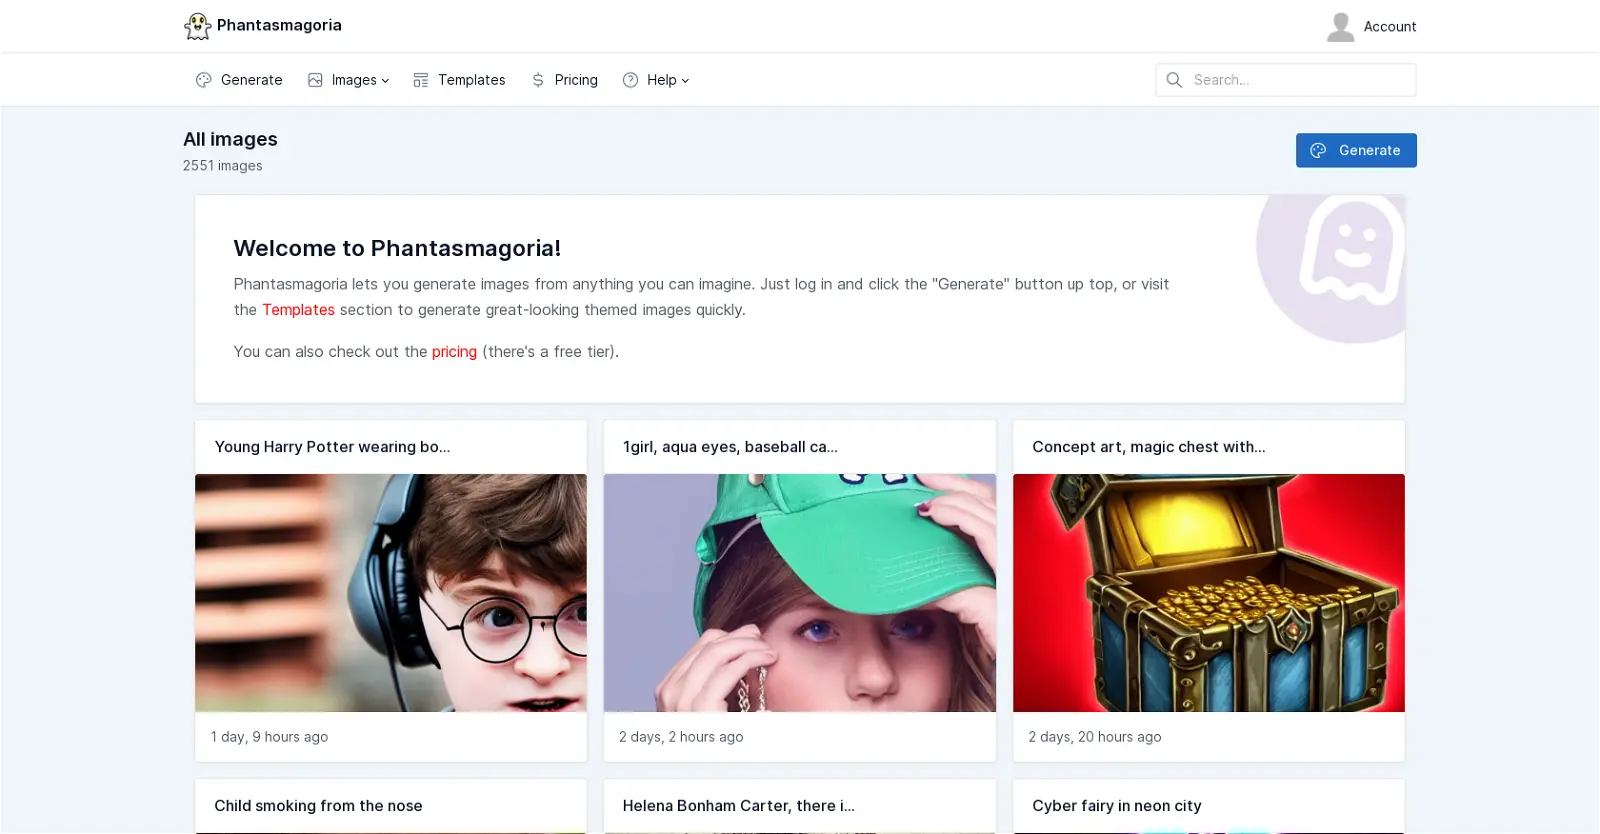 Phantasmagoria
Account
Generate
Images
Templates
Pricing
Help
Search...
All images
2551 images
Generate
Welcome to Phantasmagoria!
Phantasmagoria lets you generate images from anything you can imagine. Just log in and click the "Generate" button up top, or visit
the Templates section to generate great-looking themed images quickly.
You can also check out the pricing (there's a free tier).
Young Harry Potter wearing bo...
1girl, aqua eyes, baseball ca...
Concept art, magic chest with...
1 day, 9 hours ago
2 days, 2 hours ago
2 days, 20 hours ago
Child smoking from the nose
Helena Bonham Carter, there i...
Cyber fairy in neon city